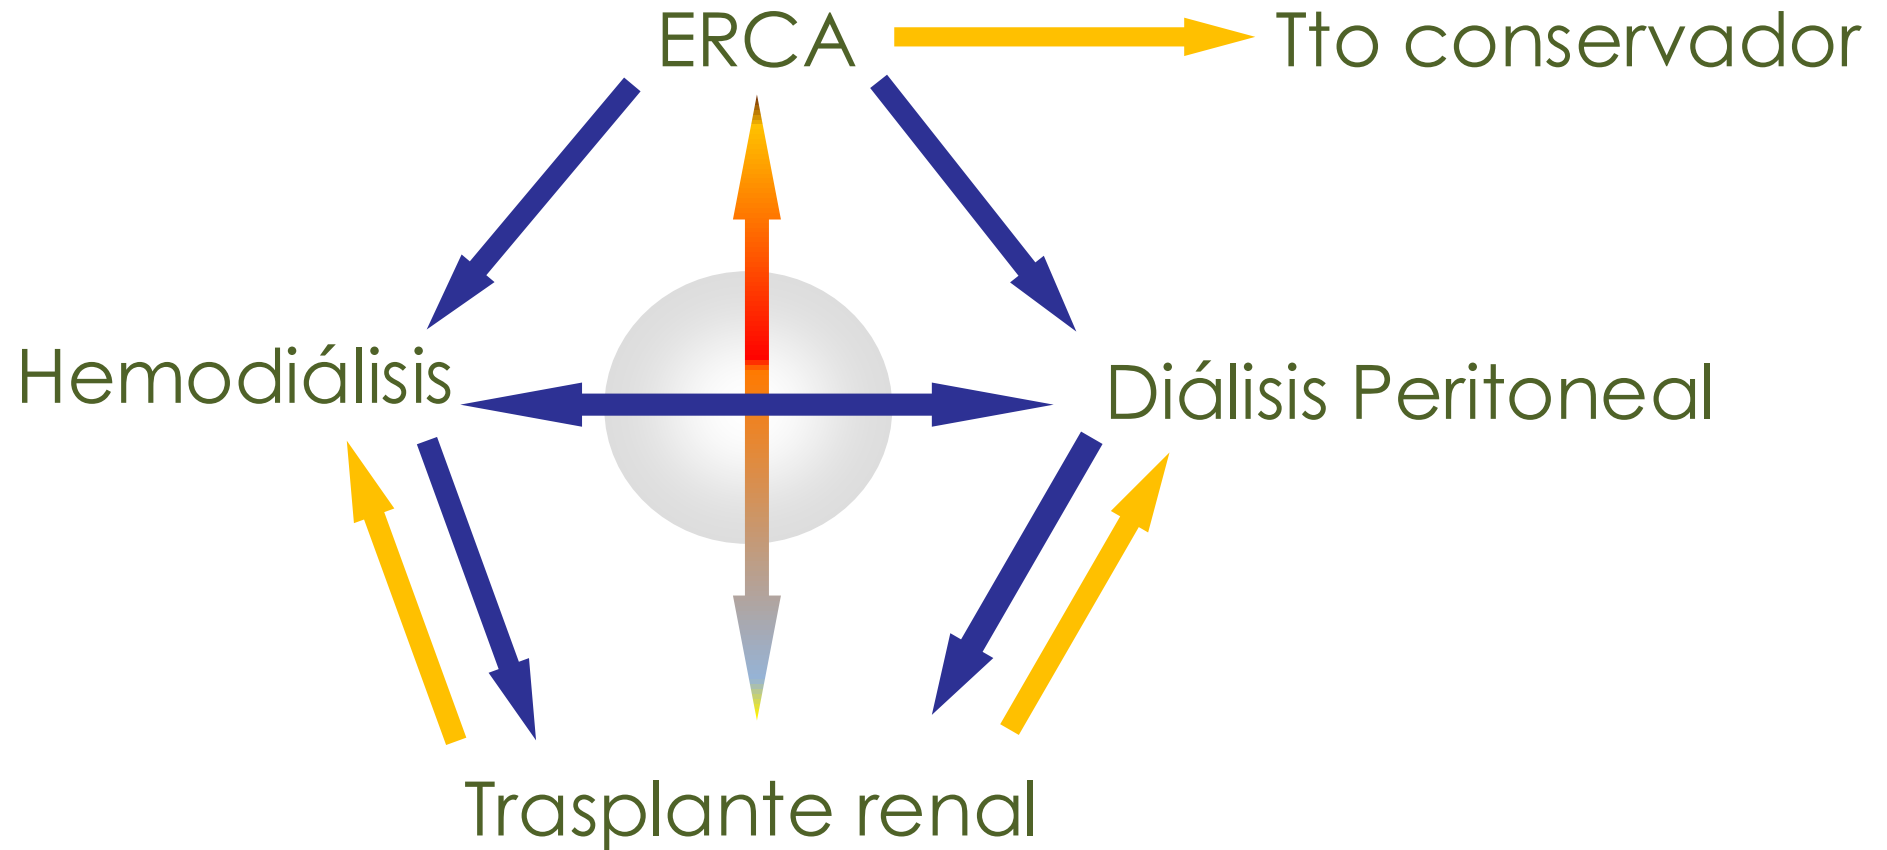 ERCA
Tto conservador
Hemodiálisis
Diálisis Peritoneal
Trasplante renal